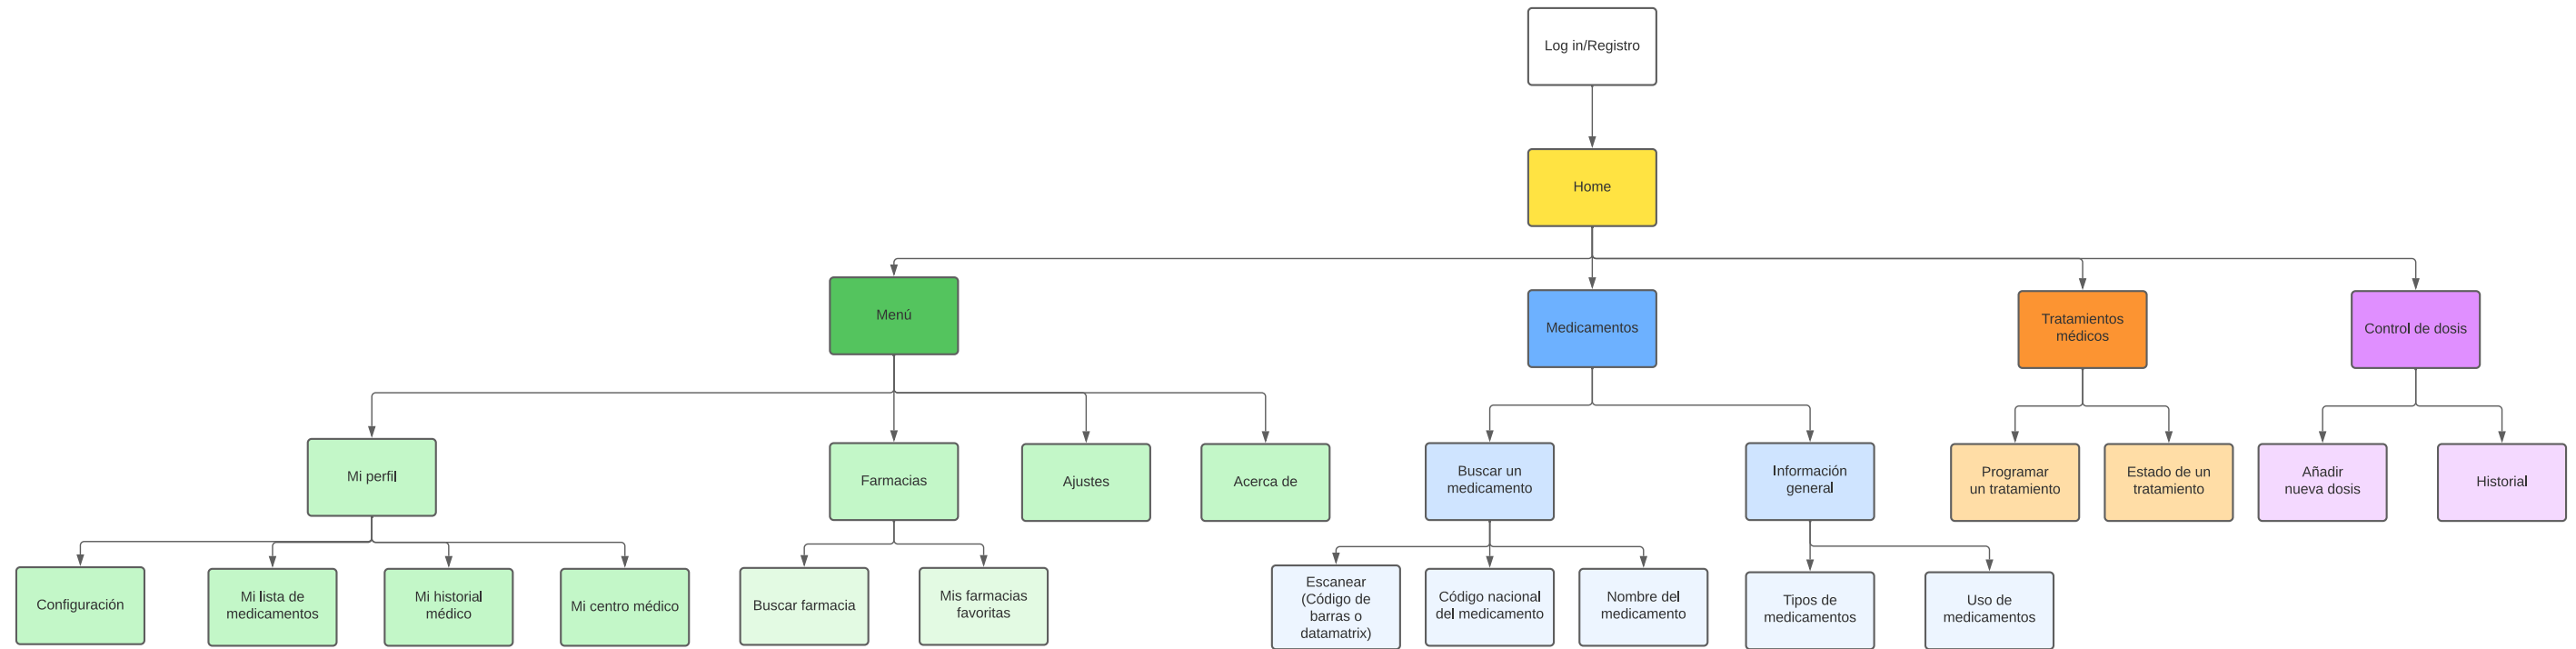 Log in/Registro
Home
Menú
Medicamentos
Tratamientos
médicos
Control de dosis
Mi perfil
Farmacias
Ajustes
Acerca de
Buscar un
medicamento
Información
general
Programar
un tratamiento
Estado de un
tratamiento
Añadir
nueva dosis
Historial
Configuración
Mi lista de
medicamentos
Mi historial
médico
Mi centro médico
Buscar farmacia
Mis farmacias
favoritas
Escanear
(Código de
barras o
datamatrix)
Código nacional
del medicamento
Nombre del
medicamento
Tipos de
medicamentos
Uso de
medicamentos